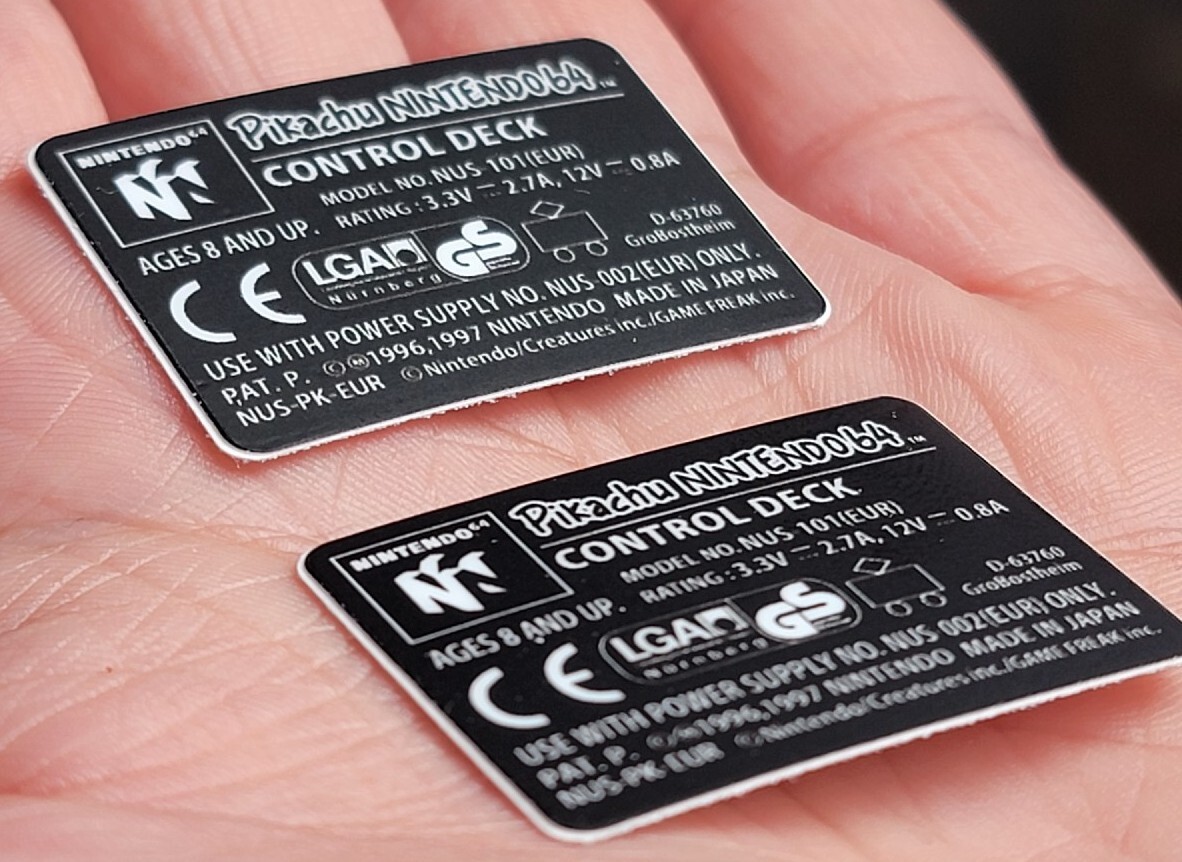 NINTENDO64
Pikachu NINTENDO64™
CONTROL DECK
MODEL NO. NUS-101(EUR)
RATING : 3.3V ⎓ 2.7A, 12V ⎓ 0.8A
AGES 8 AND UP.
CE
LGA
Nürnberg
GS
D-63760
Großostheim
USE WITH POWER SUPPLY NO. NUS-002(EUR) ONLY.
PAT. P. ©Ⓜ1996,1997 NINTENDO MADE IN JAPAN
NUS-PK-EUR ©Nintendo/Creatures inc./GAME FREAK inc.
NINTENDO64
Pikachu NINTENDO64™
CONTROL DECK
MODEL NO. NUS-101(EUR)
RATING : 3.3V ⎓ 2.7A, 12V ⎓ 0.8A
AGES 8 AND UP.
CE
LGA
Nürnberg
GS
D-63760
Großostheim
USE WITH POWER SUPPLY NO. NUS-002(EUR) ONLY.
PAT. P. ©Ⓜ1996,1997 NINTENDO MADE IN JAPAN
NUS-PK-EUR ©Nintendo/Creatures inc./GAME FREAK inc.